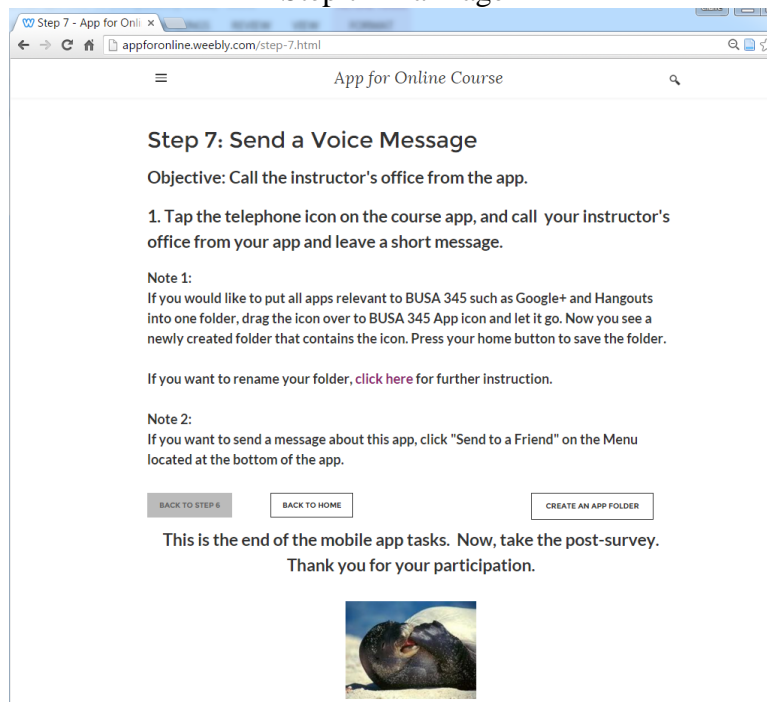 Step 7 - App for Onli ×
REVIEW VIEW FORMAT
appforonline.weebly.com/step-7.html
App for Online Course
Step 7: Send a Voice Message
Objective: Call the instructor's office from the app.
1. Tap the telephone icon on the course app, and call your instructor's
office from your app and leave a short message.
Note 1:
If you would like to put all apps relevant to BUSA 345 such as Google+ and Hangouts
into one folder, drag the icon over to BUSA 345 App icon and let it go. Now you see a
newly created folder that contains the icon. Press your home button to save the folder.
If you want to rename your folder, click here for further instruction.
Note 2:
If you want to send a message about this app, click "Send to a Friend" on the Menu
located at the bottom of the app.
BACK TO STEP 6 BACK TO HOME CREATE AN APP FOLDER
This is the end of the mobile app tasks. Now, take the post-survey.
Thank you for your participation.